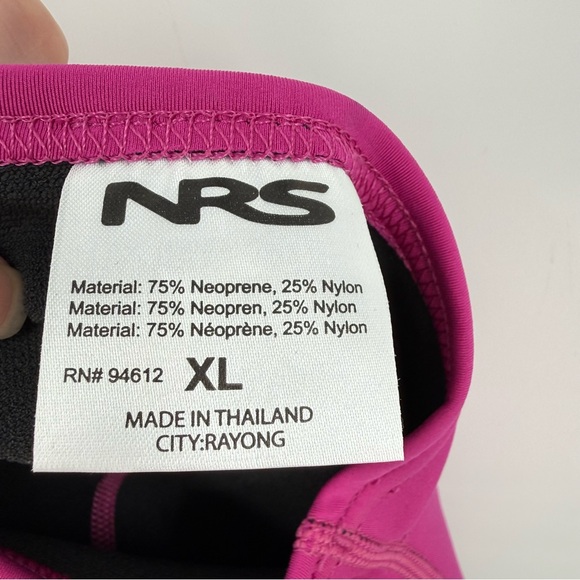 NRS
Material: 75% Neoprene, 25% Nylon
Material: 75% Neopren, 25% Nylon
Material: 75% Néoprène, 25% Nylon
RN# 94612 XL
MADE IN THAILAND
CITY:RAYONG